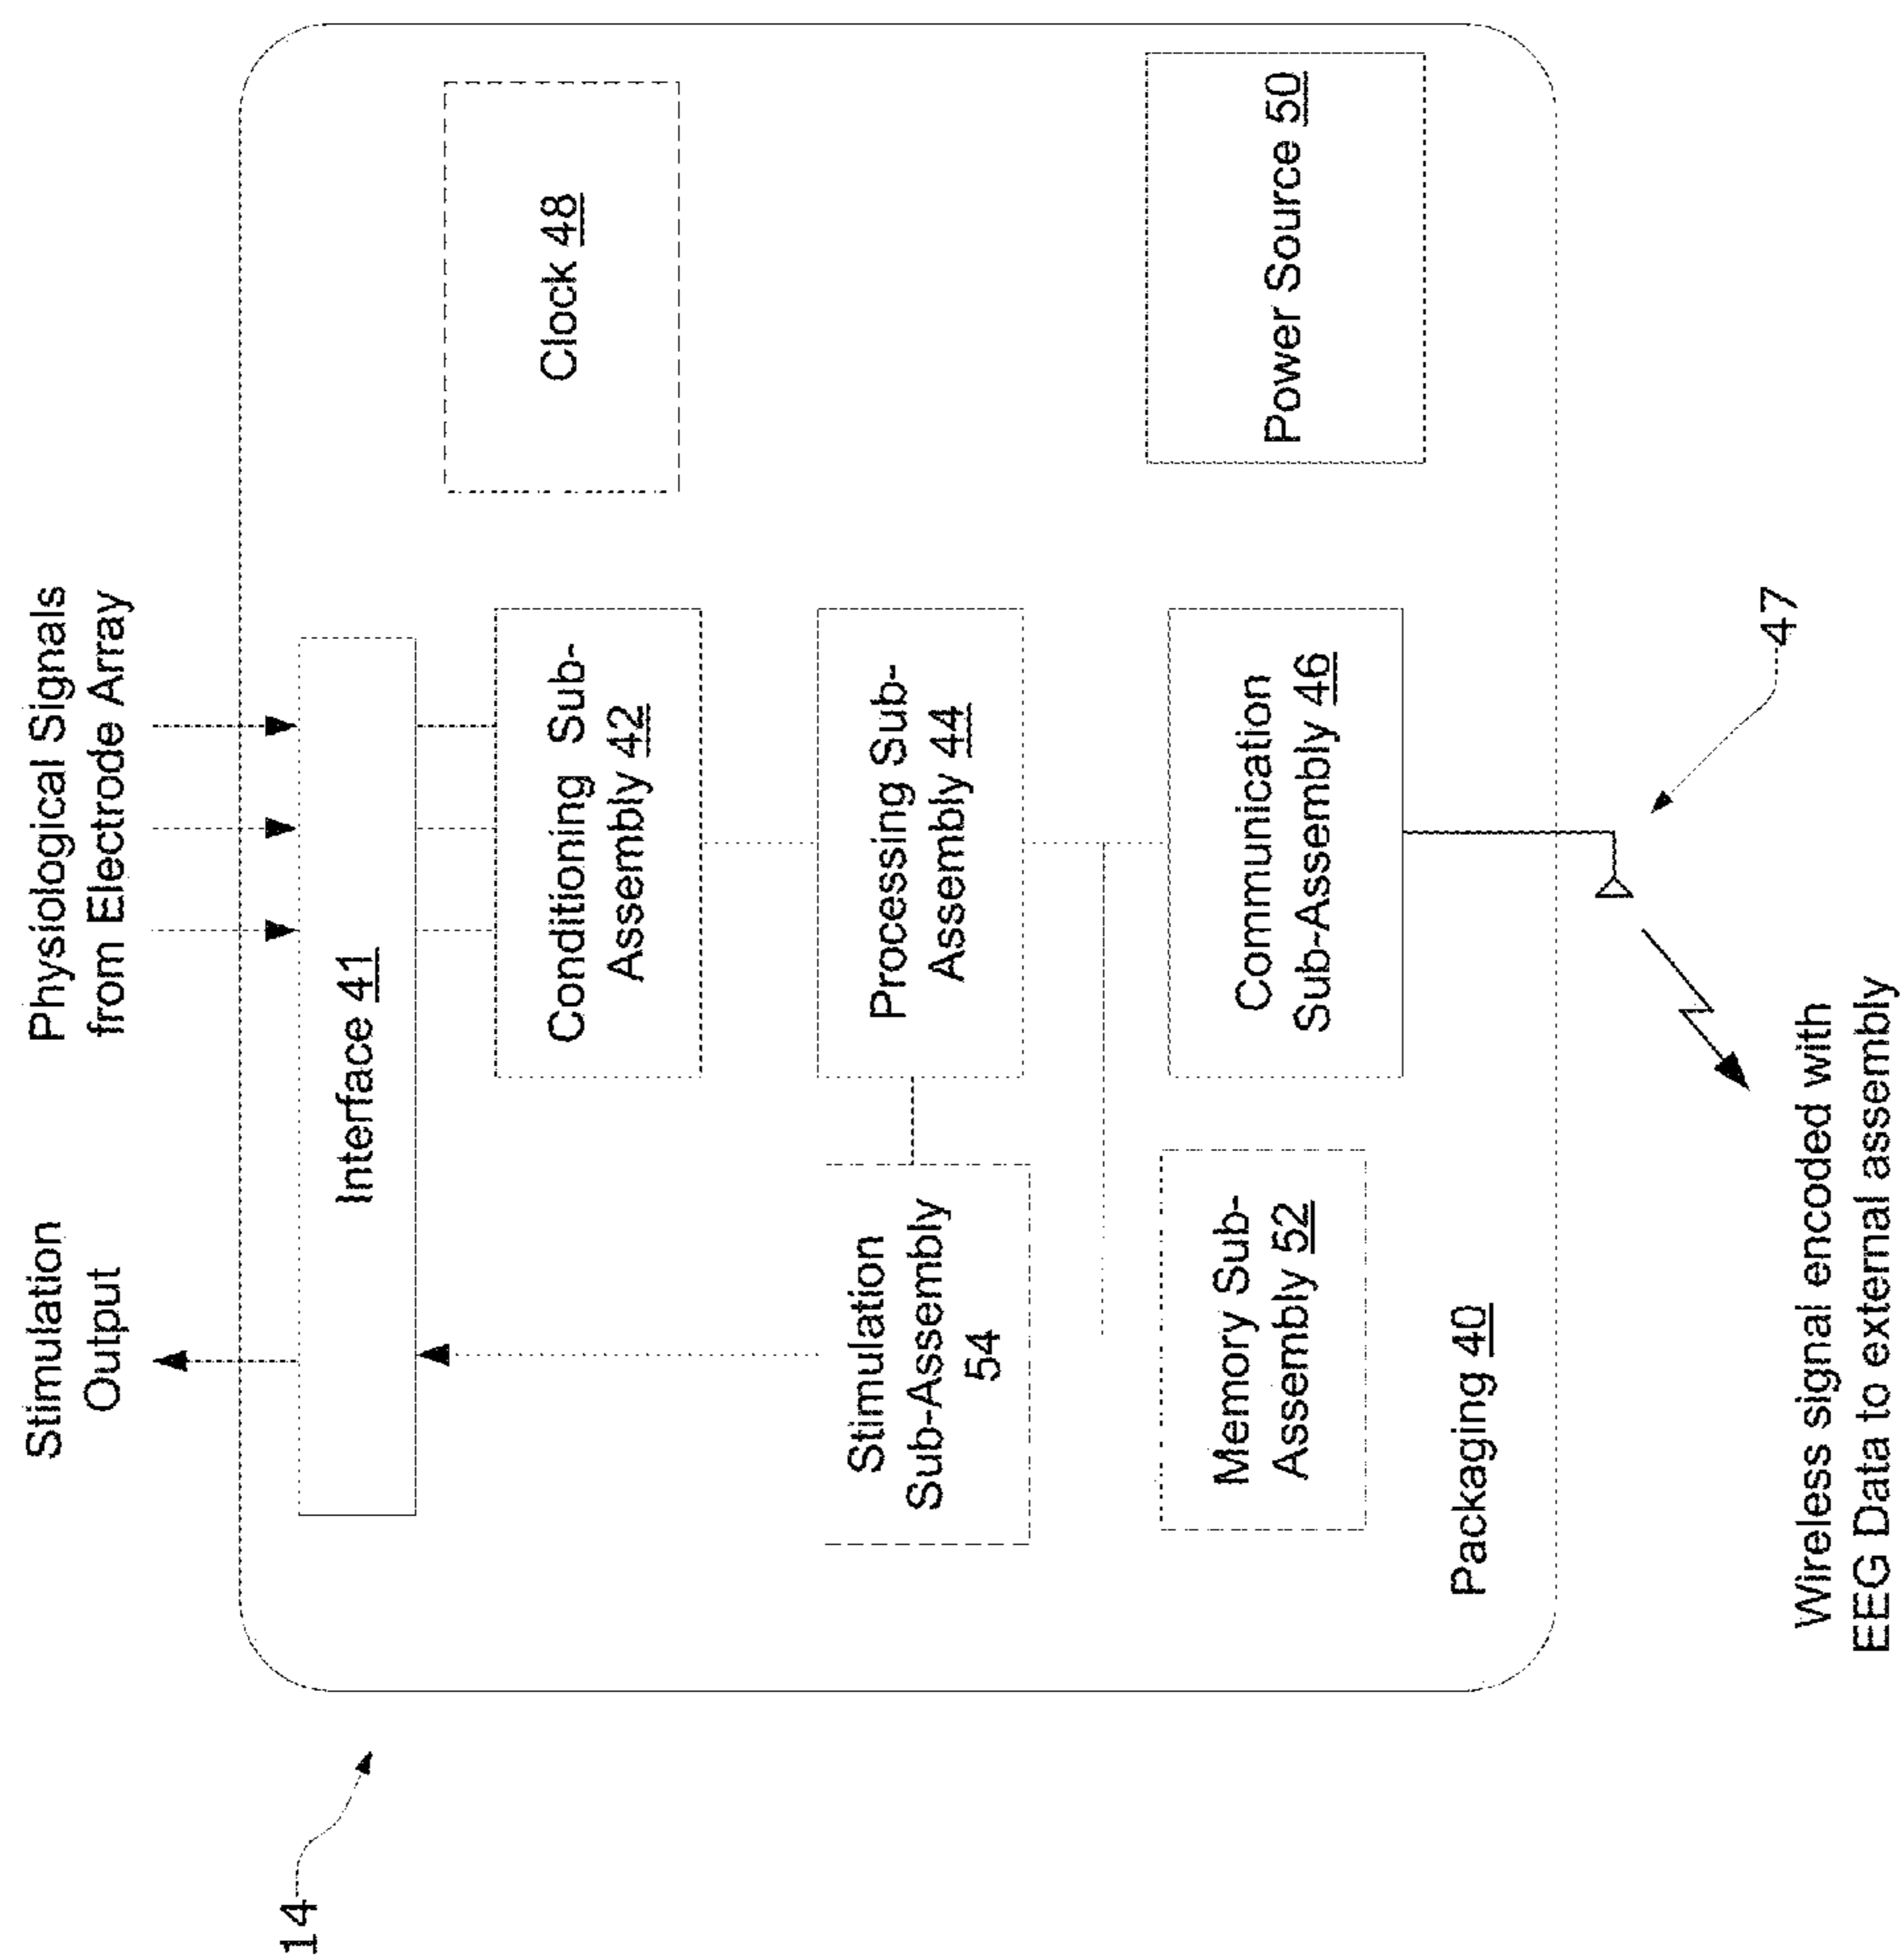 14
Stimulation
Output
Physiological Signals
from Electrode Array
Interface 41
Conditioning Sub-
Assembly 42
Clock 48
Stimulation
Sub-Assembly
54
Processing Sub-
Assembly 44
Memory Sub-
Assembly 52
Communication
Sub-Assembly 46
Power Source 50
Packaging 40
47
Wireless signal encoded with
EEG Data to external assembly